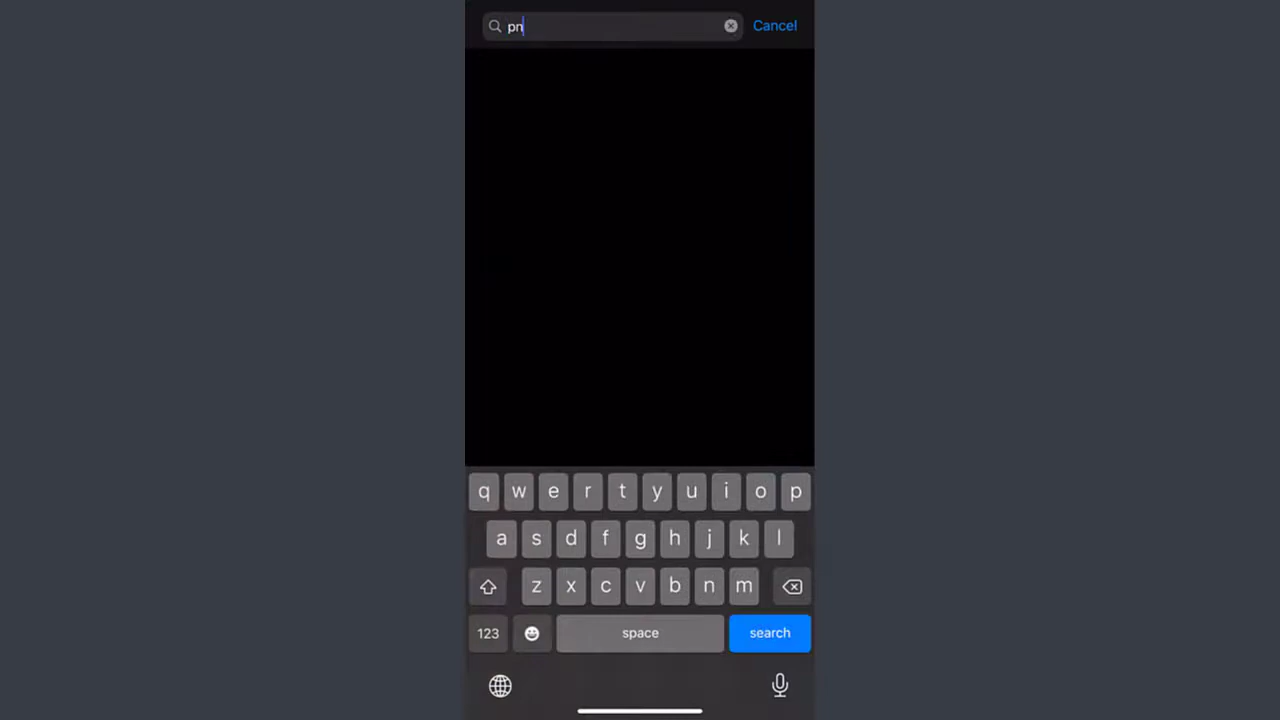 pn Cancel
q w e r t y u i o p
a s d f g h j k l
z x c v b n m
123 space search